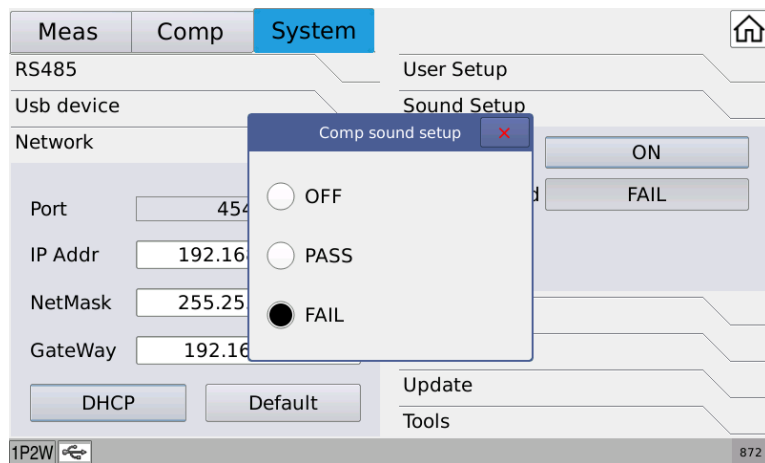 Meas Comp System
RS485
Usb device
Network
Port 454
IP Addr 192.16
NetMask 255.25
GateWay 192.16
DHCP Default
User Setup
Sound Setup
ON
FAIL
Update
Tools
Comp sound setup
OFF
PASS
FAIL
1P2W 872